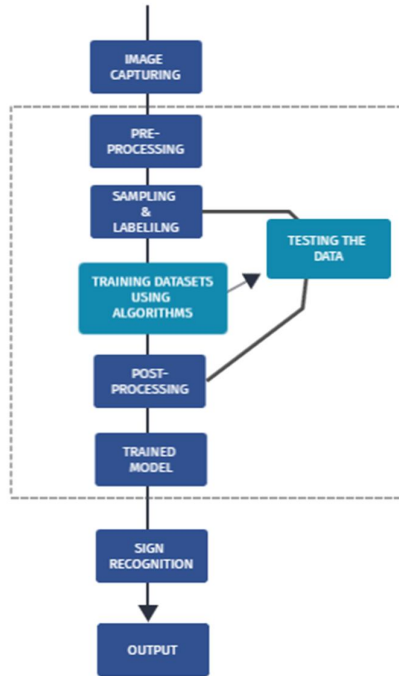 IMAGE
CAPTURING
PRE-
PROCESSING
SAMPLING
&
LABELILNG
TESTING THE
DATA
TRAINING DATASETS
USING
ALGORITHMS
POST-
PROCESSING
TRAINED
MODEL
SIGN
RECOGNITION
OUTPUT